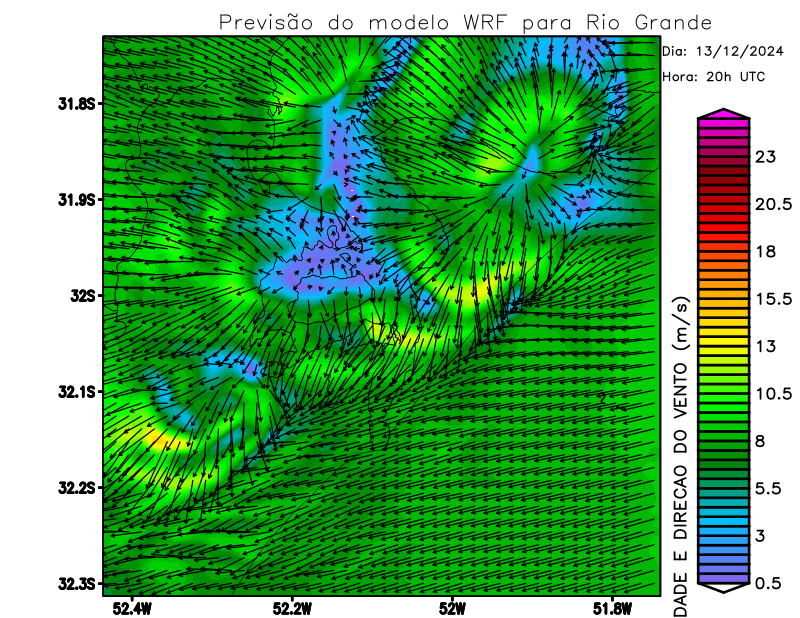 Previsão do modelo WRF para Rio Grande
Dia: 13/12/2024
Hora: 20h UTC
31.8S
31.9S
32S
32.1S
32.2S
32.3S
52.4W
52.2W
52W
51.8W
23
20.5
18
15.5
13
10.5
8
5.5
3
0.5
DADE E DIRECAO DO VENTO (m/s)